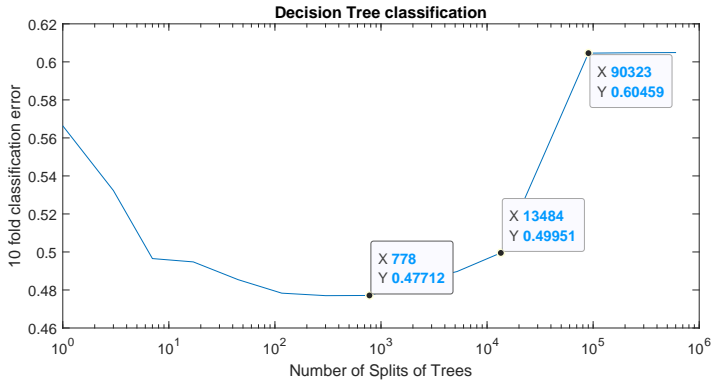 Decision Tree classification
0.62
0.6
0.58
0.56
0.54
0.52
0.5
0.48
0.46
10 fold classification error
X 90323
Y 0.60459
X 13484
Y 0.49951
X 778
Y 0.47712
10^0 10^1 10^2 10^3 10^4 10^5 10^6
Number of Splits of Trees